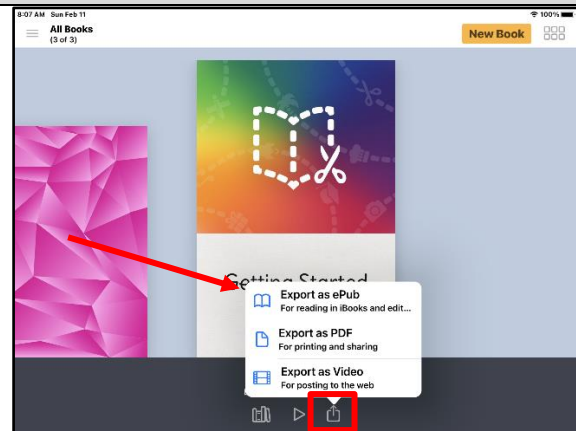 8:07 AM Sun Feb 11
100%
All Books
(3 of 3)
New Book
Getting Started
Export as ePub
For reading in iBooks and edit...
Export as PDF
For printing and sharing
Export as Video
For posting to the web